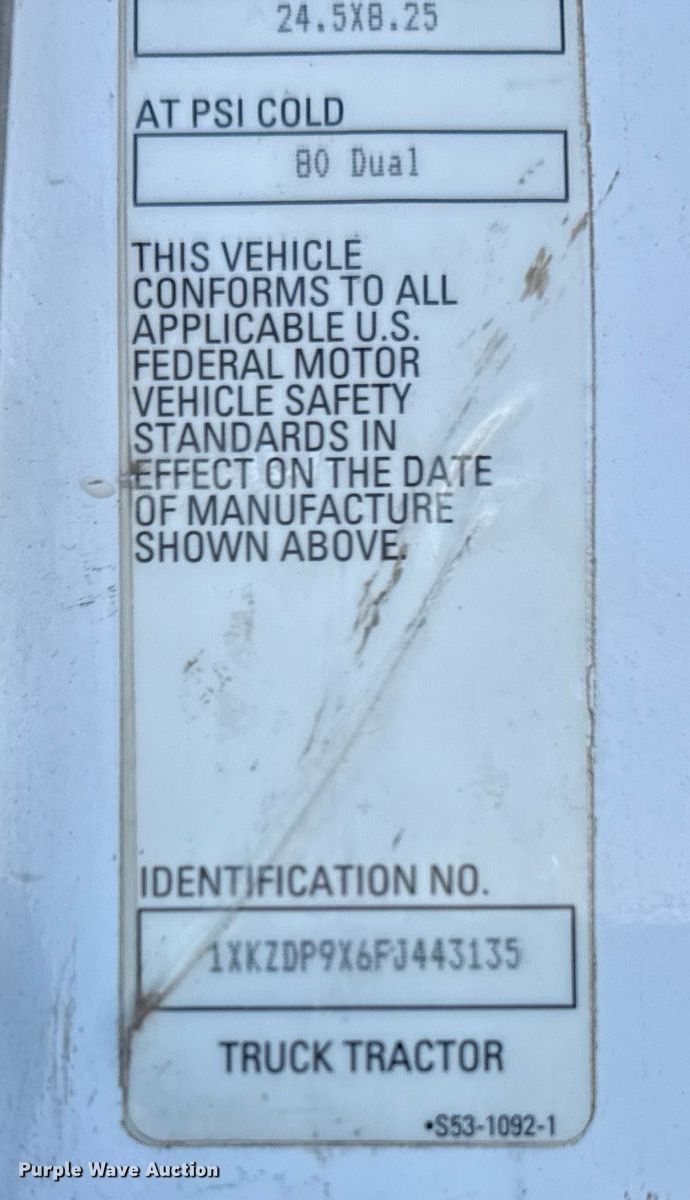 24.5X8.25
AT PSI COLD
80 Dual
THIS VEHICLE
CONFORMS TO ALL
APPLICABLE U.S.
FEDERAL MOTOR
VEHICLE SAFETY
STANDARDS IN
EFFECT ON THE DATE
OF MANUFACTURE
SHOWN ABOVE.
IDENTIFICATION NO.
1XKZDP9X6FJ443135
TRUCK TRACTOR
•S53-1092-1
Purple Wave Auction